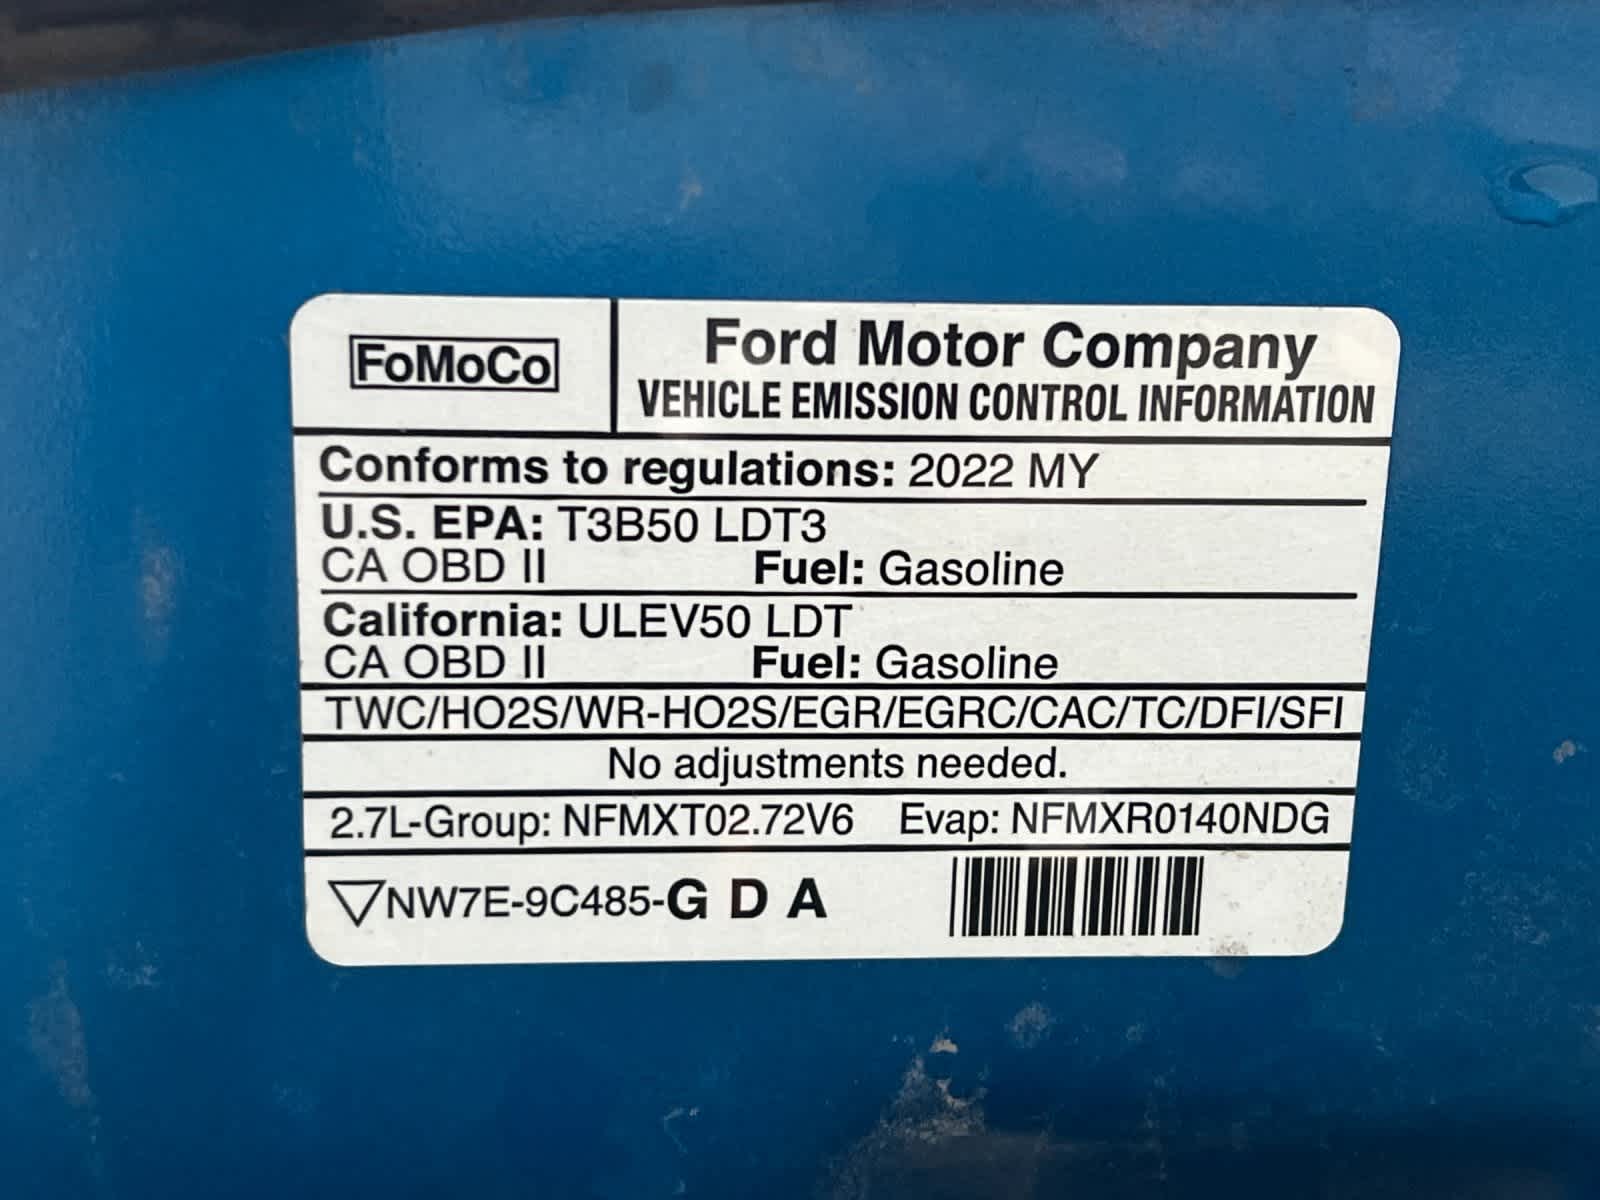 FoMoCo
Ford Motor Company
VEHICLE EMISSION CONTROL INFORMATION
Conforms to regulations: 2022 MY
U.S. EPA: T3B50 LDT3
CA OBD II Fuel: Gasoline
California: ULEV50 LDT
CA OBD II Fuel: Gasoline
TWC/HO2S/WR-HO2S/EGR/EGRC/CAC/TC/DFI/SFI
No adjustments needed.
2.7L-Group: NFMXT02.72V6 Evap: NFMXR0140NDG
NW7E-9C485-G D A